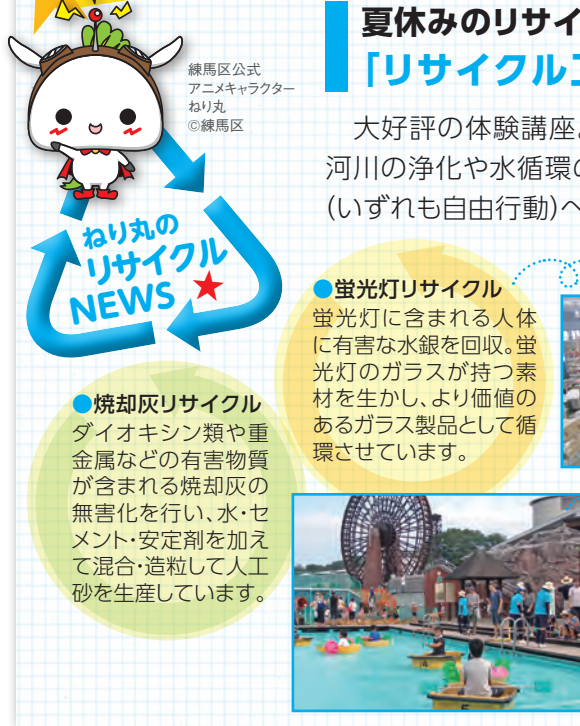 練馬区公式
アニメキャラクター
ねり丸
©練馬区
ねり丸の
リサイクル
NEWS
夏休みのリサイ
「リサイクル
大好評の体験講座
河川の浄化や水循環の
(いずれも自由行動)へ
●蛍光灯リサイクル
蛍光灯に含まれる人体
に有害な水銀を回収。蛍
光灯のガラスが持つ素
材を生かし、より価値の
あるガラス製品として循
環させています。
●焼却灰リサイクル
ダイオキシン類や重
金属などの有害物質
が含まれる焼却灰の
無害化を行い、水・セ
メント・安定剤を加え
て混合・造粒して人工
砂を生産しています。